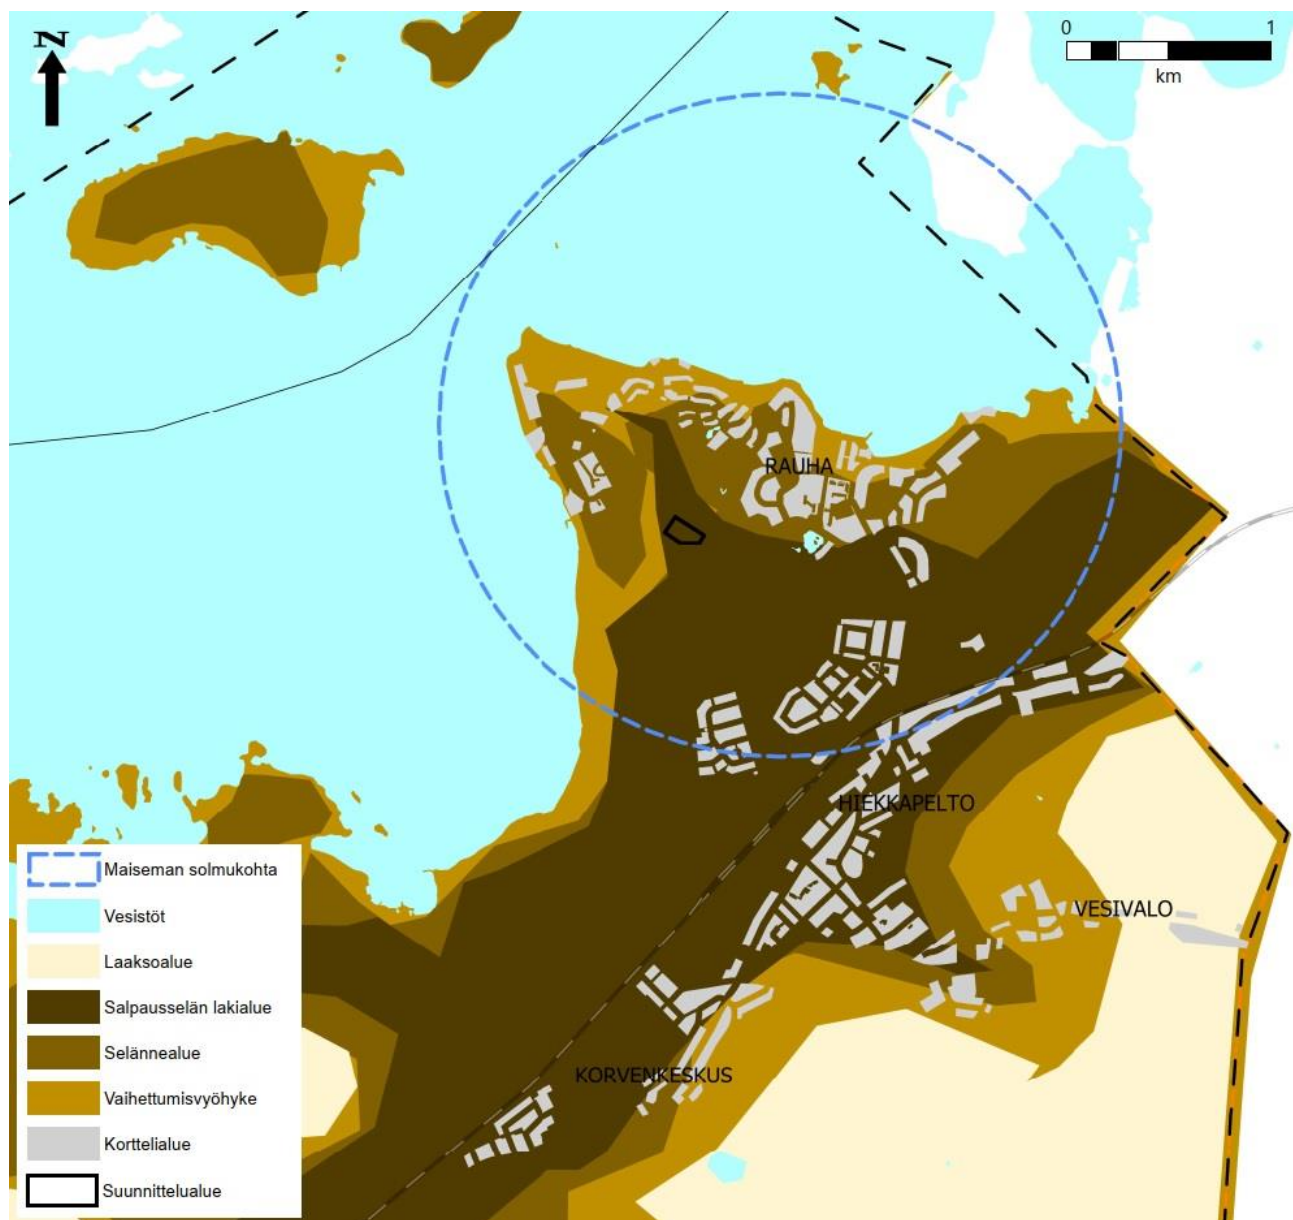 N
0 1
km
RAUHA
HIEKKAPELTO
VESIVALO
KORVENKESKUS
Maiseman solmukohta
Vesistöt
Laaksoalue
Salpausselän lakialue
Selännealue
Vaihettumisvyöhyke
Korttelialue
Suunnittelualue